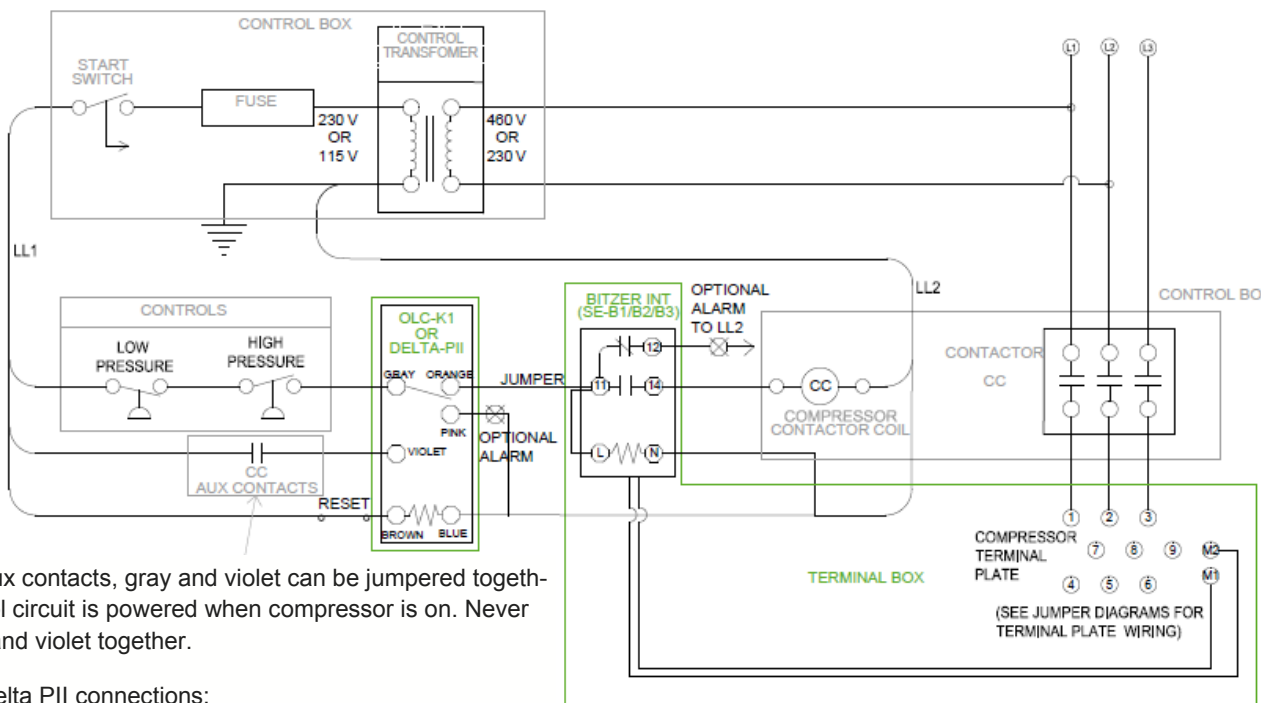 CONTROL BOX
CONTROL
TRANSFOMER
START
SWITCH
FUSE
230 V
OR
115 V
460 V
OR
230 V
L1
L2
L3
LL1
LL2
CONTROLS
LOW
PRESSURE
HIGH
PRESSURE
OLC-K1
OR
DELTA-PII
GRAY
ORANGE
PINK
VIOLET
BROWN
BLUE
JUMPER
OPTIONAL
ALARM
CC
AUX CONTACTS
RESET
BITZER INT
(SE-B1/B2/B3)
12
11
14
L
N
OPTIONAL
ALARM
TO LL2
CC
COMPRESSOR
CONTACTOR COIL
CONTROL BO
CONTACTOR
CC
1
2
3
COMPRESSOR
TERMINAL
PLATE
7
8
9
M2
4
5
6
M1
(SEE JUMPER DIAGRAMS FOR
TERMINAL PLATE WIRING)
TERMINAL BOX
ux contacts, gray and violet can be jumpered togeth-
l circuit is powered when compressor is on. Never
and violet together.
elta PII connections: